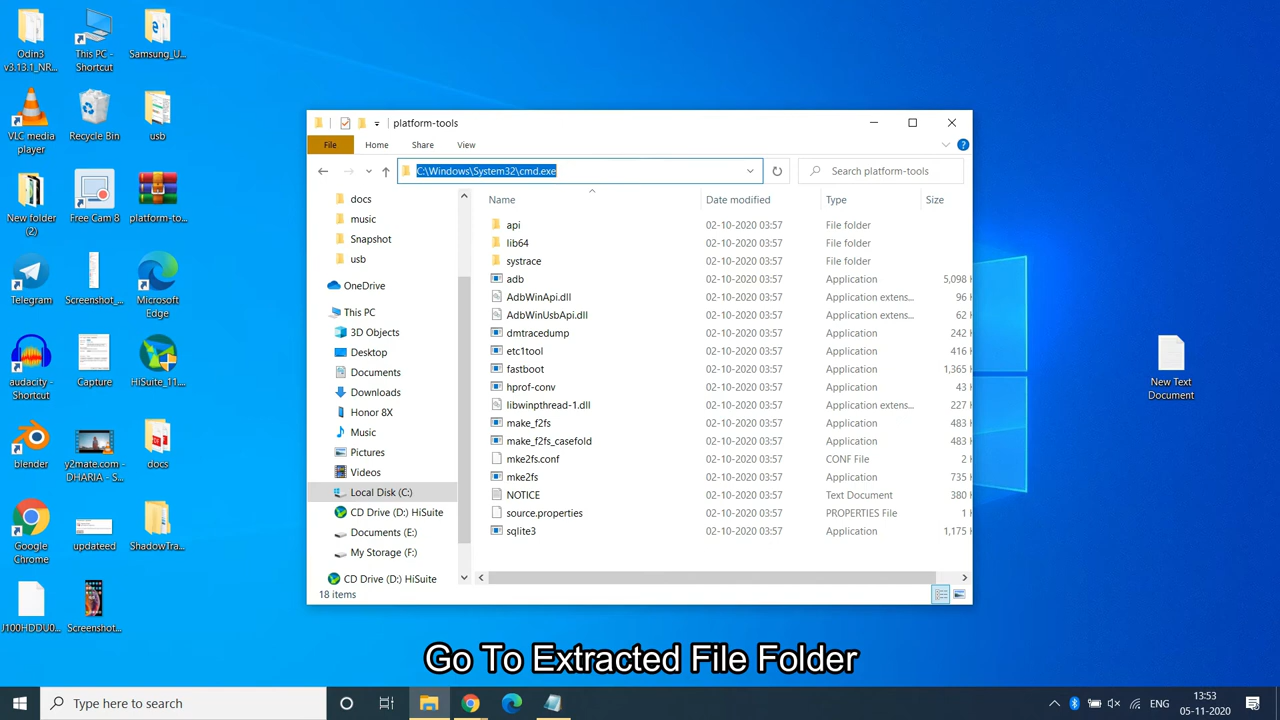 Odin3
v3.13.1_NR...
This PC -
Shortcut
Samsung_U...
VLC media
player
Recycle Bin
usb
New folder
(2)
Free Cam 8
platform-to...
Telegram
Screenshot_...
Microsoft
Edge
audacity -
Shortcut
Capture
HiSuite_11....
blender
y2mate.com -
DHARIA - S...
docs
Google
Chrome
updateed
ShadowTra...
J100HDDU0...
Screenshot...
platform-tools
File
Home
Share
View
C:\Windows\System32\cmd.exe
Search platform-tools
docs
music
Snapshot
usb
OneDrive
This PC
3D Objects
Desktop
Documents
Downloads
Honor 8X
Music
Pictures
Videos
Local Disk (C:)
CD Drive (D:) HiSuite
Documents (E:)
My Storage (F:)
CD Drive (D:) HiSuite
Name Date modified Type Size
api 02-10-2020 03:57 File folder
lib64 02-10-2020 03:57 File folder
systrace 02-10-2020 03:57 File folder
adb 02-10-2020 03:57 Application 5,098 K
AdbWinApi.dll 02-10-2020 03:57 Application extens... 96 K
AdbWinUsbApi.dll 02-10-2020 03:57 Application extens... 62 K
dmtracedump 02-10-2020 03:57 Application 242 K
etc1tool 02-10-2020 03:57 Application 416 K
fastboot 02-10-2020 03:57 Application 1,365 K
hprof-conv 02-10-2020 03:57 Application 43 K
libwinpthread-1.dll 02-10-2020 03:57 Application extens... 227 K
make_f2fs 02-10-2020 03:57 Application 483 K
make_f2fs_casefold 02-10-2020 03:57 Application 483 K
mke2fs.conf 02-10-2020 03:57 CONF File 2 K
mke2fs 02-10-2020 03:57 Application 735 K
NOTICE 02-10-2020 03:57 Text Document 380 K
source.properties 02-10-2020 03:57 PROPERTIES File 1 K
sqlite3 02-10-2020 03:57 Application 1,175 K
18 items
New Text
Document
Go To Extracted File Folder
Type here to search
ENG
13:53
05-11-2020